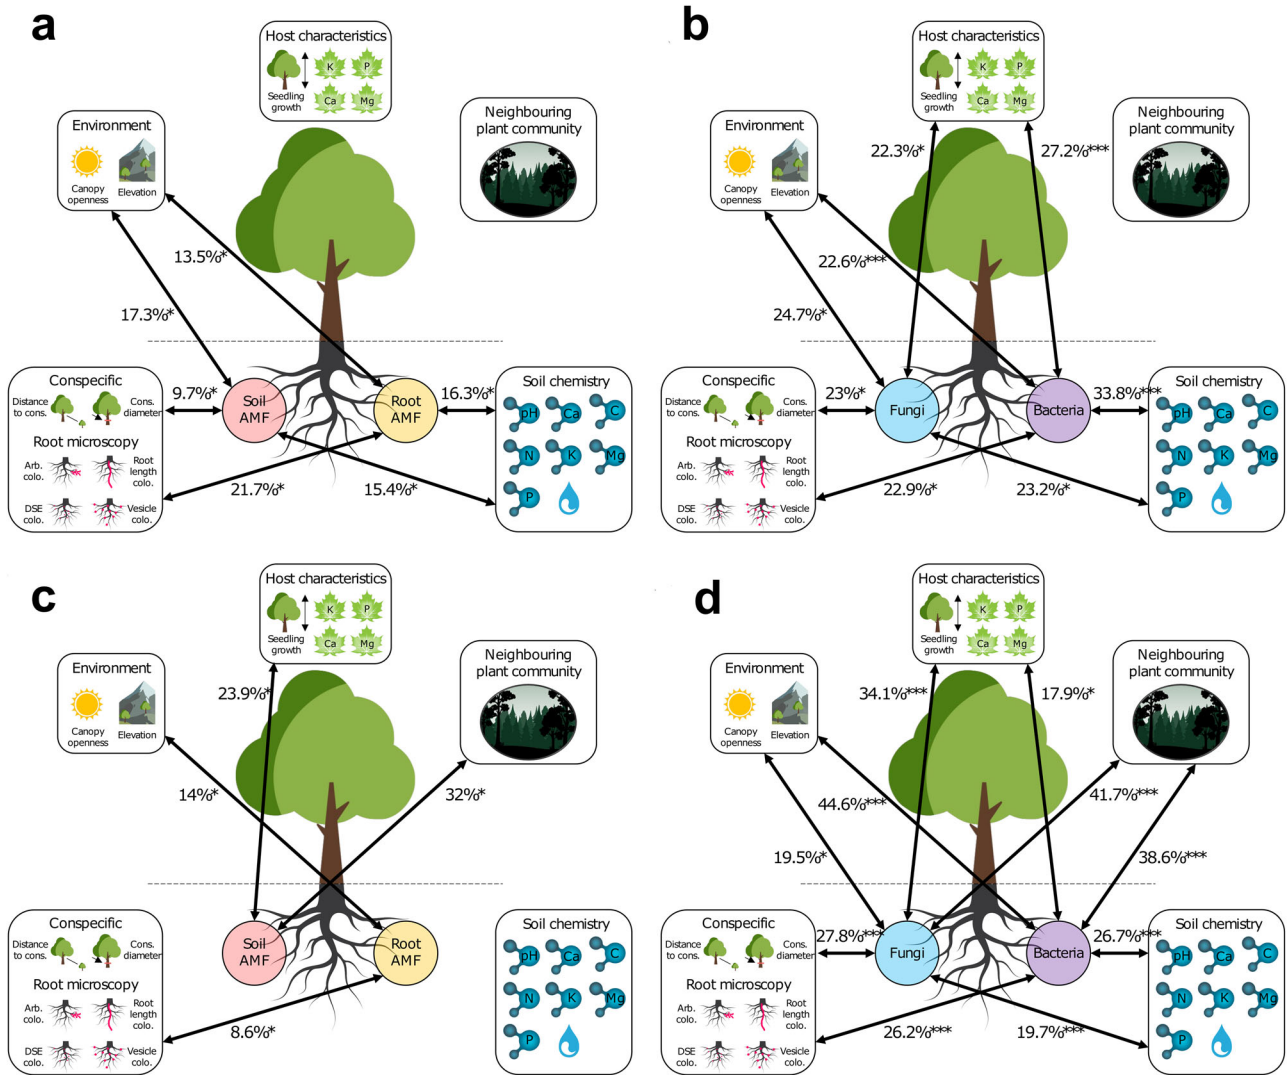 a
Host characteristics
K P
Seedling
growth
Ca Mg
Environment
Canopy
openness
Elevation
Neighbouring
plant community
13.5%*
17.3%*
Conspecific
Distance
to cons.
Cons.
diameter
Root microscopy
Arb.
colo.
Root
length
colo.
DSE
colo.
Vesicle
colo.
9.7%*
Soil
AMF
Root
AMF
16.3%*
21.7%*
15.4%*
Soil chemistry
pH Ca C
N K Mg
P
b
Host characteristics
K P
Seedling
growth
Ca Mg
Environment
Canopy
openness
Elevation
Neighbouring
plant community
22.3%*
27.2%***
22.6%***
24.7%*
Conspecific
Distance
to cons.
Cons.
diameter
Root microscopy
Arb.
colo.
Root
length
colo.
DSE
colo.
Vesicle
colo.
23%*
Fungi
Bacteria
33.8%***
22.9%*
23.2%*
Soil chemistry
pH Ca C
N K Mg
P
c
Host characteristics
K P
Seedling
growth
Ca Mg
Environment
Canopy
openness
Elevation
Neighbouring
plant community
23.9%*
14%*
32%*
Conspecific
Distance
to cons.
Cons.
diameter
Root microscopy
Arb.
colo.
Root
length
colo.
DSE
colo.
Vesicle
colo.
Soil
AMF
Root
AMF
8.6%*
Soil chemistry
pH Ca C
N K Mg
P
d
Host characteristics
K P
Seedling
growth
Ca Mg
Environment
Canopy
openness
Elevation
Neighbouring
plant community
34.1%***
17.9%*
44.6%***
41.7%***
19.5%*
38.6%***
Conspecific
Distance
to cons.
Cons.
diameter
Root microscopy
Arb.
colo.
Root
length
colo.
DSE
colo.
Vesicle
colo.
27.8%***
Fungi
Bacteria
26.7%***
26.2%***
19.7%***
Soil chemistry
pH Ca C
N K Mg
P